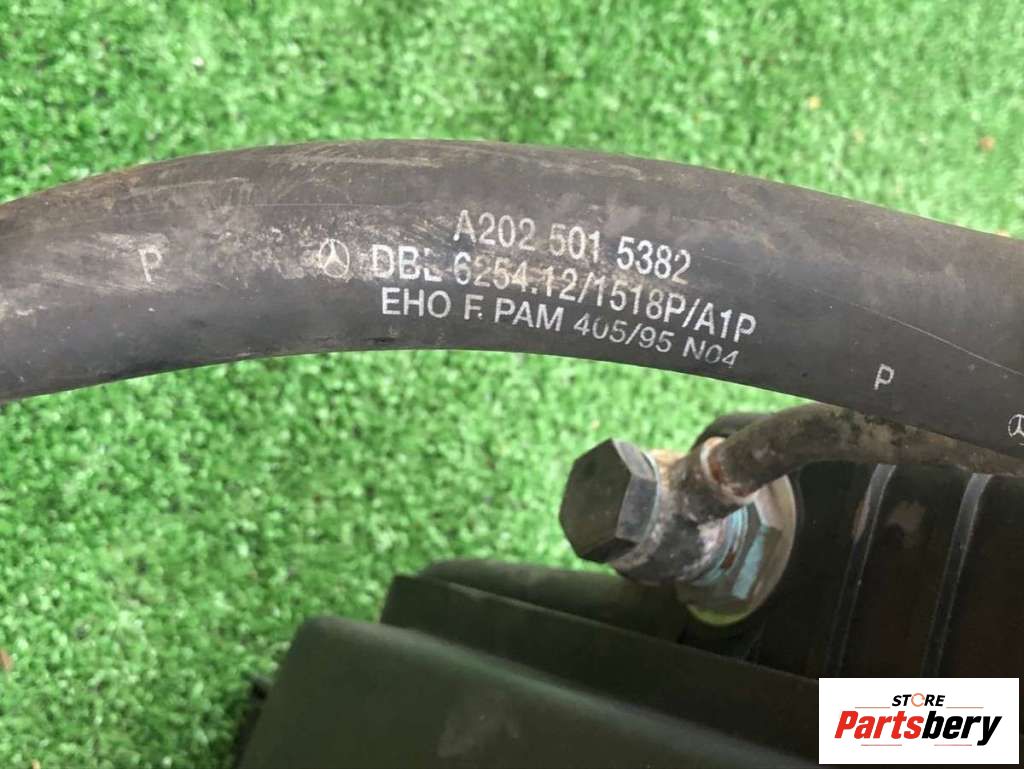 A202 501 5382
P
DBL 6254.12/1518P/A1P
EHO F. PAM 405/95 N04
P
STORE
Partsbery